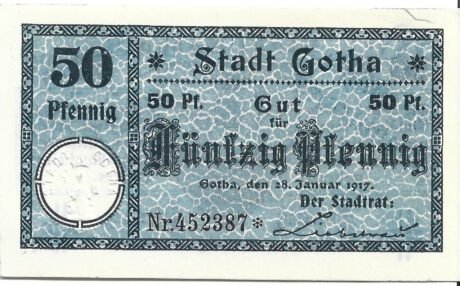 50
Pfennig
* Stadt Gotha *
50 Pf. Gut 50 Pf.
für
Fünfzig Pfennig
Gotha, den 28. Januar 1917.
Der Stadtrat:
Nr. 452387 *
Liebetrau